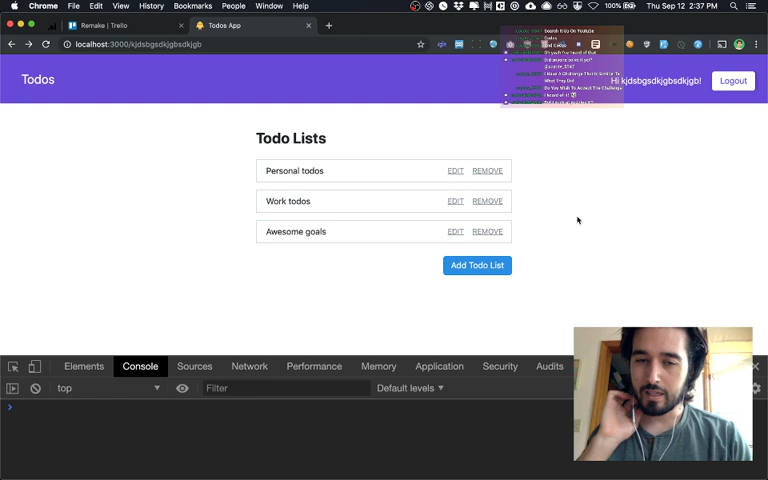 Chrome File Edit View History Bookmarks People Window Help 100% Thu Sep 12 2:37 PM
Remake | Trello Todos App
localhost:3000/kjdsbgsdkjgbsdkjgb
Todos Hi kjdsbgsdkjgbsdkjgb! Logout
Todo Lists
Personal todos EDIT REMOVE
Work todos EDIT REMOVE
Awesome goals EDIT REMOVE
Add Todo List
Elements Console Sources Network Performance Memory Application Security Audits
top Filter Default levels